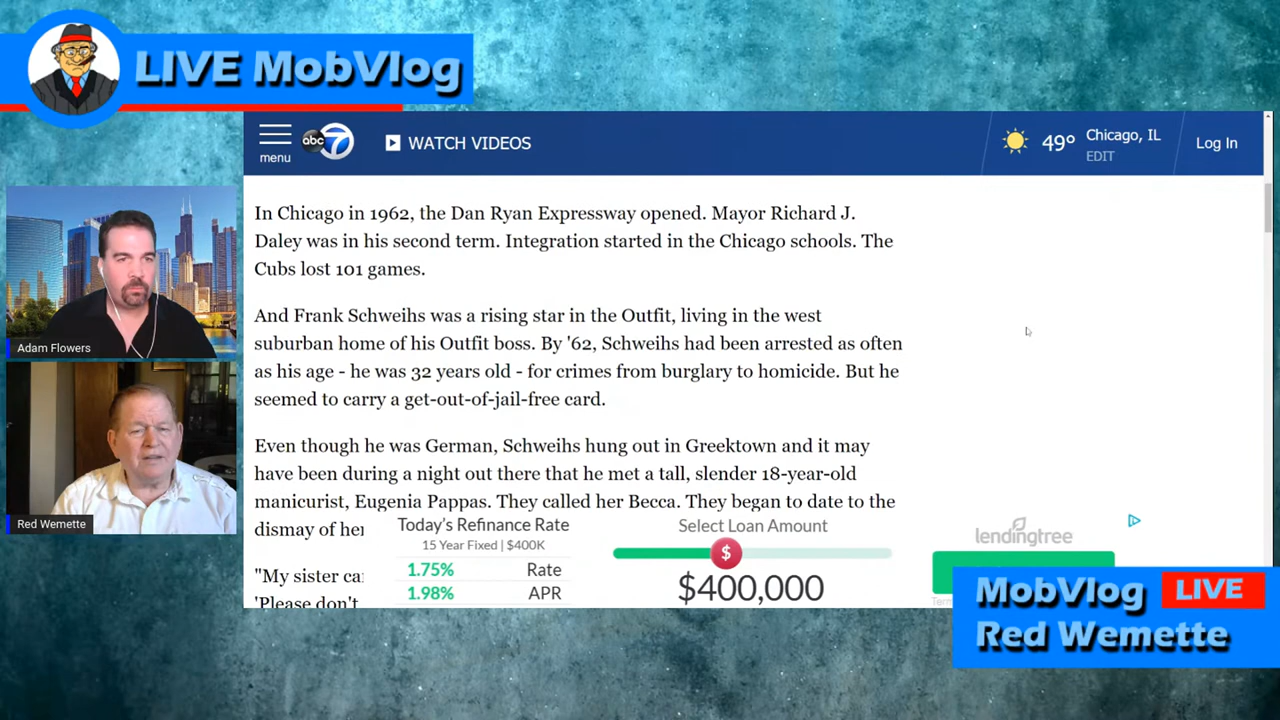 LIVE MobVlog
menu
abc 7
WATCH VIDEOS
49°
Chicago, IL
EDIT
Log In
In Chicago in 1962, the Dan Ryan Expressway opened. Mayor Richard J.
Daley was in his second term. Integration started in the Chicago schools. The
Cubs lost 101 games.
And Frank Schweihs was a rising star in the Outfit, living in the west
suburban home of his Outfit boss. By '62, Schweihs had been arrested as often
as his age - he was 32 years old - for crimes from burglary to homicide. But he
seemed to carry a get-out-of-jail-free card.
Even though he was German, Schweihs hung out in Greektown and it may
have been during a night out there that he met a tall, slender 18-year-old
manicurist, Eugenia Pappas. They called her Becca. They began to date to the
dismay of her
"My sister ca
'Please don't
Today's Refinance Rate
15 Year Fixed | $400K
1.75% Rate
1.98% APR
Select Loan Amount
$
$400,000
lendingtree
Adam Flowers
Red Wemette
MobVlog LIVE
Red Wemette